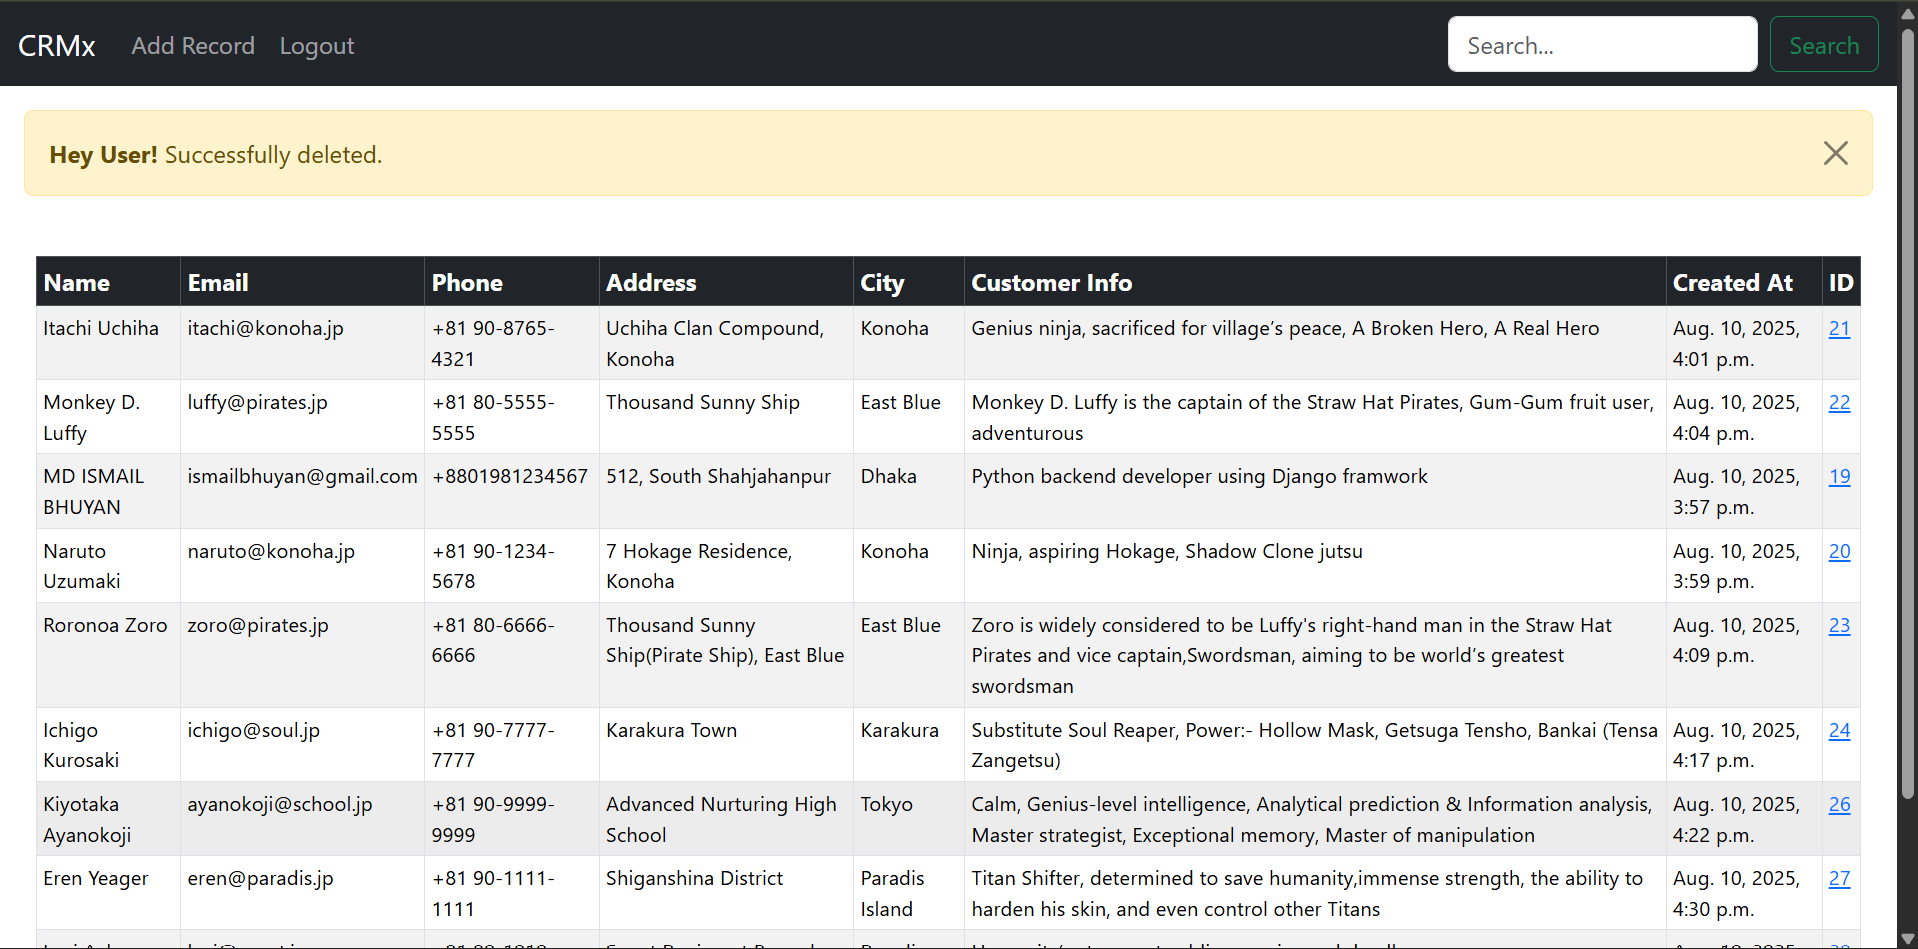 CRMx Add Record Logout Search... Search
Hey User! Successfully deleted.
Name Email Phone Address City Customer Info Created At ID
Itachi Uchiha itachi@konoha.jp +81 90-8765- Uchiha Clan Compound, Konoha Genius ninja, sacrificed for village’s peace, A Broken Hero, A Real Hero Aug. 10, 2025, 21
4321 Konoha 4:01 p.m.
Monkey D. luffy@pirates.jp +81 80-5555- Thousand Sunny Ship East Blue Monkey D. Luffy is the captain of the Straw Hat Pirates, Gum-Gum fruit user, Aug. 10, 2025, 22
Luffy 5555 adventurous 4:04 p.m.
MD ISMAIL ismailbhuyan@gmail.com +8801981234567 512, South Shahjahanpur Dhaka Python backend developer using Django framwork Aug. 10, 2025, 19
BHUYAN 3:57 p.m.
Naruto naruto@konoha.jp +81 90-1234- 7 Hokage Residence, Konoha Ninja, aspiring Hokage, Shadow Clone jutsu Aug. 10, 2025, 20
Uzumaki 5678 Konoha 3:59 p.m.
Roronoa Zoro zoro@pirates.jp +81 80-6666- Thousand Sunny East Blue Zoro is widely considered to be Luffy's right-hand man in the Straw Hat Aug. 10, 2025, 23
6666 Ship(Pirate Ship), East Blue Pirates and vice captain,Swordsman, aiming to be world’s greatest 4:09 p.m.
swordsman
Ichigo ichigo@soul.jp +81 90-7777- Karakura Town Karakura Substitute Soul Reaper, Power:- Hollow Mask, Getsuga Tensho, Bankai (Tensa Aug. 10, 2025, 24
Kurosaki 7777 Zangetsu) 4:17 p.m.
Kiyotaka ayanokoji@school.jp +81 90-9999- Advanced Nurturing High Tokyo Calm, Genius-level intelligence, Analytical prediction & Information analysis, Aug. 10, 2025, 26
Ayanokoji 9999 School Master strategist, Exceptional memory, Master of manipulation 4:22 p.m.
Eren Yeager eren@paradis.jp +81 90-1111- Shiganshina District Paradis Titan Shifter, determined to save humanity,immense strength, the ability to Aug. 10, 2025, 27
1111 Island harden his skin, and even control other Titans 4:30 p.m.